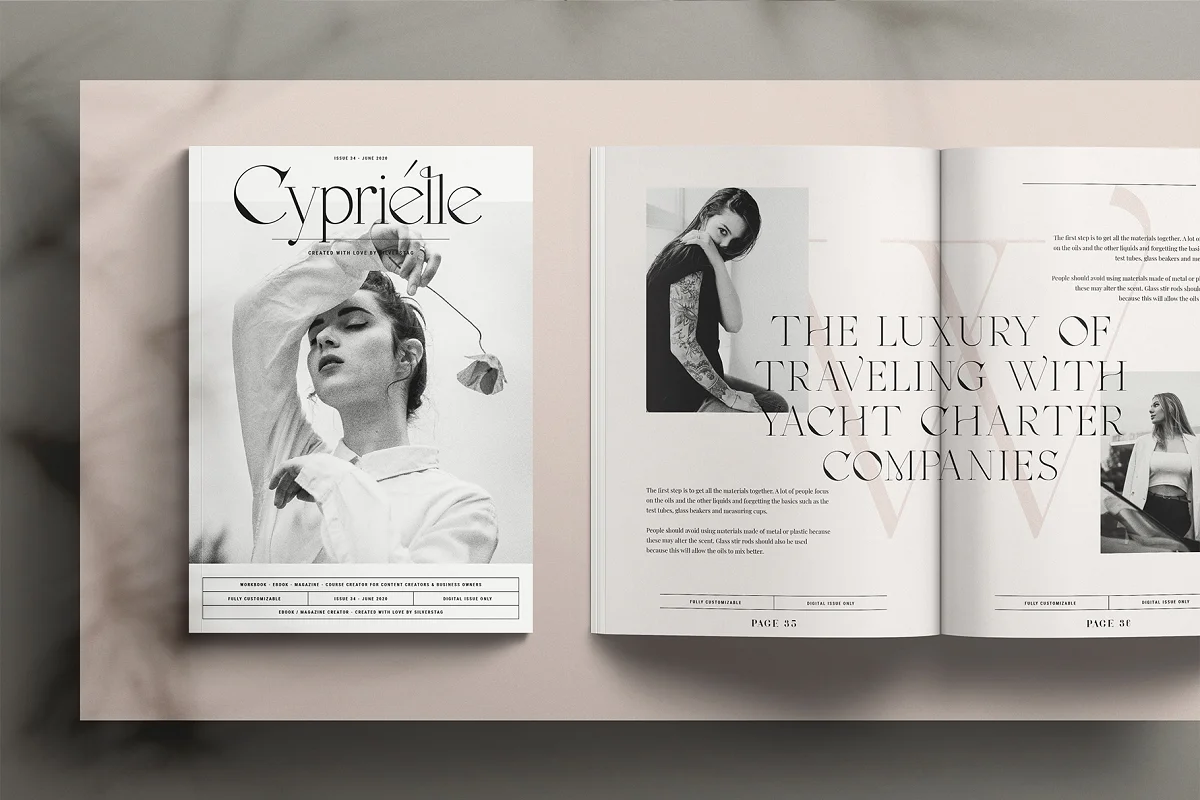 ISSUE 34 - JUNE 2020
Cypriélle
CREATED WITH LOVE BY SILVERSTAG
WORKBOOK - EBOOK - MAGAZINE - COURSE CREATOR FOR CONTENT CREATORS & BUSINESS OWNERS
FULLY CUSTOMIZABLE
ISSUE 34 - JUNE 2020
DIGITAL ISSUE ONLY
EBOOK / MAGAZINE CREATOR - CREATED WITH LOVE BY SILVERSTAG
W
THE LUXURY OF
TRAVELING WITH
YACHT CHARTER
COMPANIES
The first step is to get all the materials together. A lot of people focus
on the oils and the other liquids and forgetting the basics such as the
test tubes, glass beakers and measuring cups.
People should avoid using materials made of metal or plastic because
these may alter the scent. Glass stir rods should also be used
because this will allow the oils to mix better.
FULLY CUSTOMIZABLE
DIGITAL ISSUE ONLY
PAGE 35
The first step is to get all the materials together. A lot o
on the oils and the other liquids and forgetting the basi
test tubes, glass beakers and me
People should avoid using materials made of metal or pl
these may alter the scent. Glass stir rods shoul
because this will allow the oils
FULLY CUSTOMIZABLE
DIGITAL ISSUE ONLY
PAGE 36